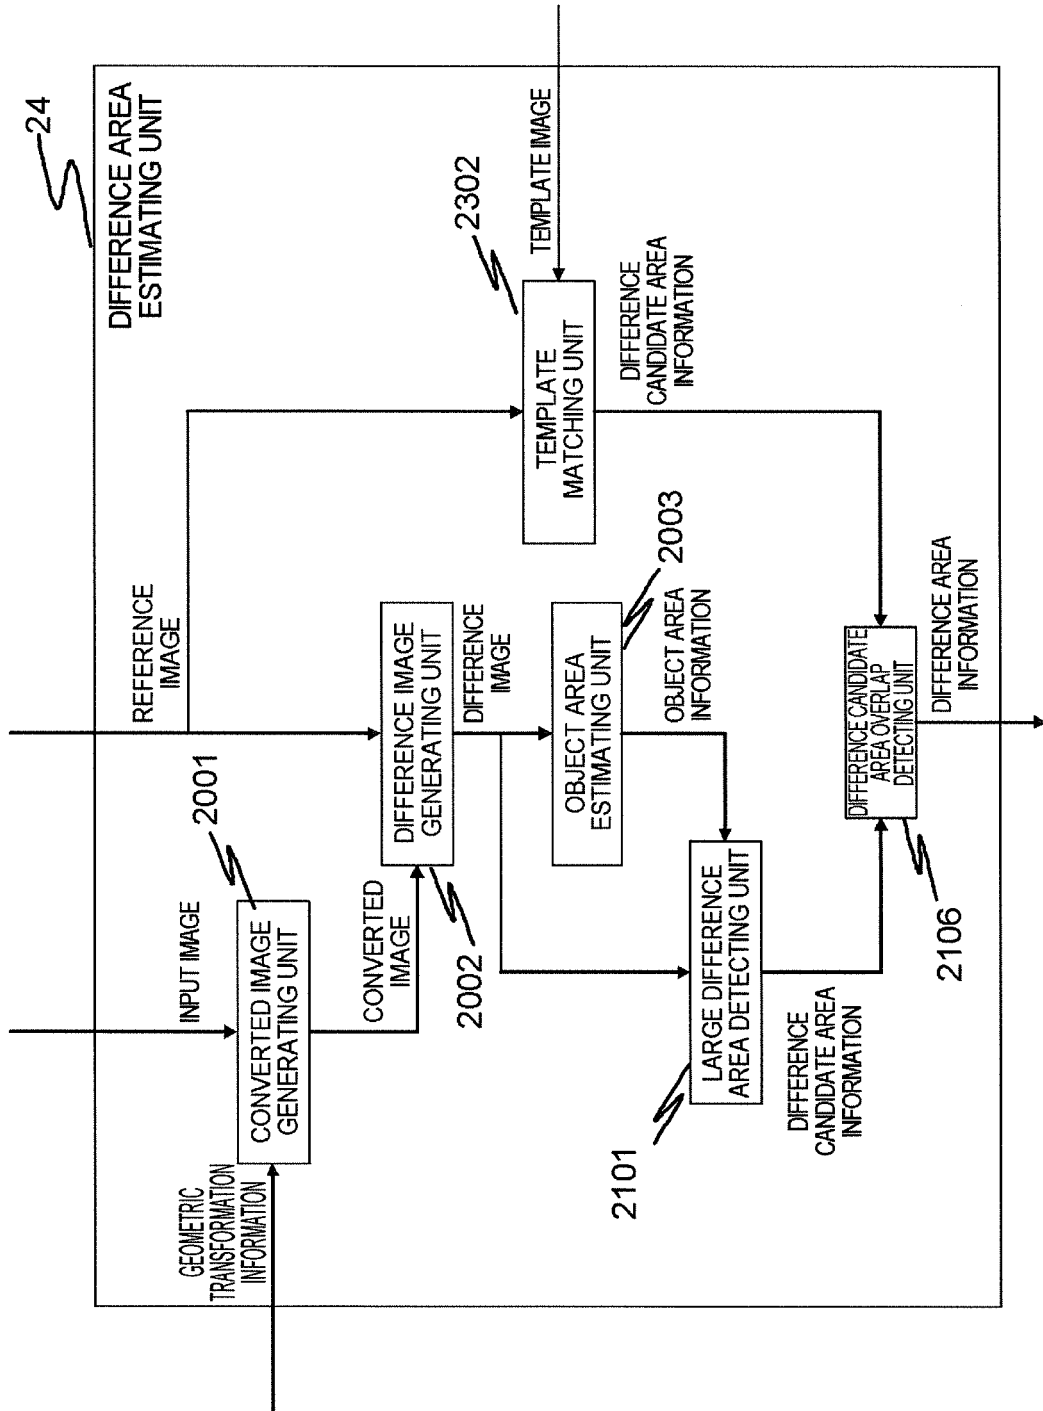 24
DIFFERENCE AREA
ESTIMATING UNIT
REFERENCE
IMAGE
INPUT IMAGE
2001
CONVERTED IMAGE
GENERATING UNIT
GEOMETRIC
TRANSFORMATION
INFORMATION
CONVERTED
IMAGE
DIFFERENCE IMAGE
GENERATING UNIT
2002
DIFFERENCE
IMAGE
TEMPLATE IMAGE
2302
TEMPLATE
MATCHING UNIT
DIFFERENCE
CANDIDATE AREA
INFORMATION
OBJECT AREA
ESTIMATING UNIT
2003
OBJECT AREA
INFORMATION
LARGE DIFFERENCE
AREA DETECTING UNIT
2101
DIFFERENCE
CANDIDATE AREA
INFORMATION
DIFFERENCE CANDIDATE
AREA OVERLAP
DETECTING UNIT
2106
DIFFERENCE AREA
INFORMATION